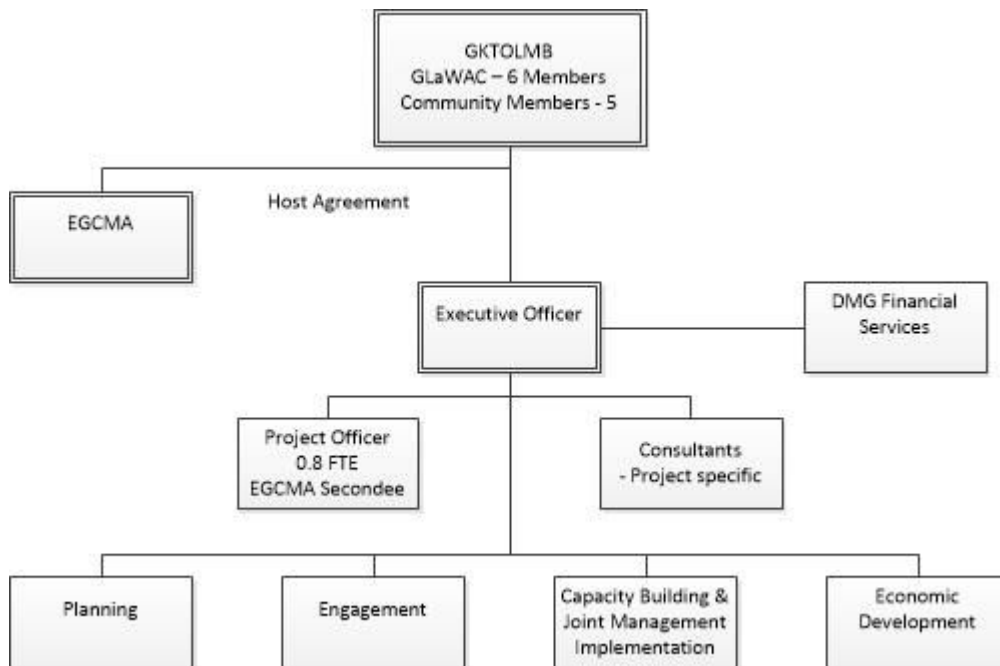 GKTOLMB
GLaWAC – 6 Members
Community Members - 5
Host Agreement
EGCMA
Executive Officer
DMG Financial
Services
Project Officer
0.8 FTE
EGCMA Secondee
Consultants
- Project specific
Planning
Engagement
Capacity Building &
Joint Management
Implementation
Economic
Development